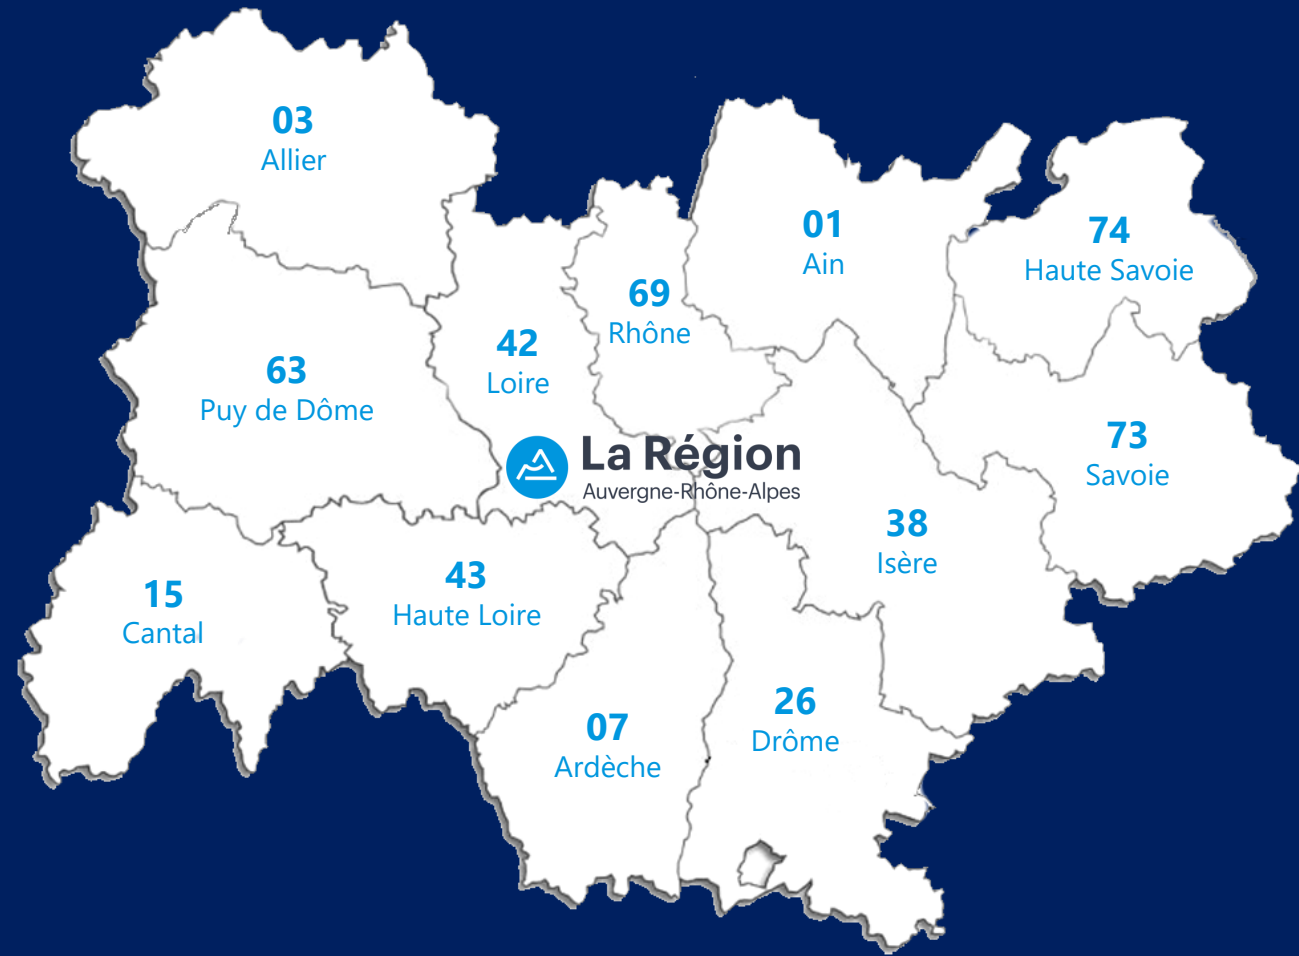 03
Allier
01
Ain
74
Haute Savoie
69
Rhône
42
Loire
63
Puy de Dôme
La Région
Auvergne-Rhône-Alpes
73
Savoie
38
Isère
15
Cantal
43
Haute Loire
07
Ardèche
26
Drôme